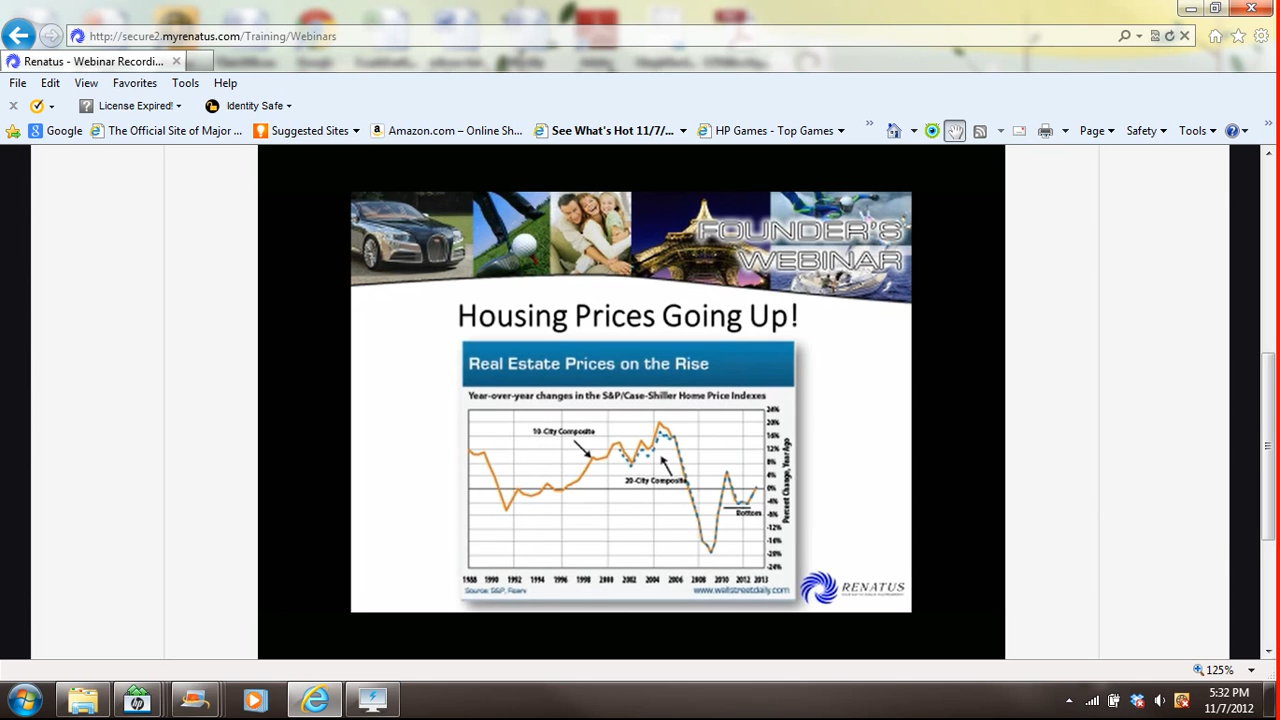 http://secure2.myrenatus.com/Training/Webinars
Renatus - Webinar Recordi...
File Edit View Favorites Tools Help
License Expired! Identity Safe
Google The Official Site of Major ... Suggested Sites Amazon.com – Online Sh... See What's Hot 11/7/... HP Games - Top Games Page Safety Tools
FOUNDER'S
WEBINAR
Housing Prices Going Up!
Real Estate Prices on the Rise
Year-over-year changes in the S&P/Case-Shiller Home Price Indexes
24%
20%
16%
12%
8%
4%
0%
-4%
-8%
-12%
-16%
-20%
-24%
Percent Change, Year Ago
10-City Composite
20-City Composite
Bottom
1988 1990 1992 1994 1996 1998 2000 2002 2004 2006 2008 2010 2012 2013
Source: S&P, Fiserv www.wallstreetdaily.com
RENATUS
125%
5:32 PM
11/7/2012